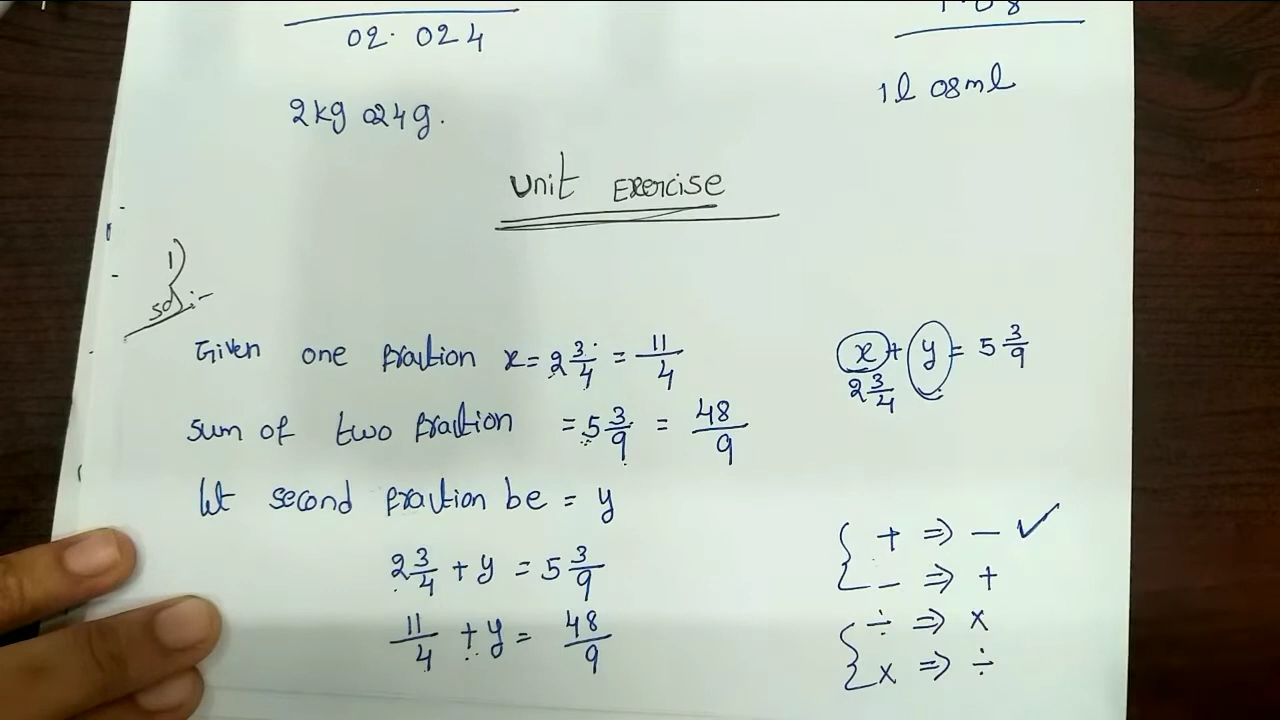 02. 024
1.08
2kg 024g.
1l 08ml
Unit Exercise
1)
Sol:-
Given one fraction x = 2 3/4 = 11/4
x + y = 5 3/9
2 3/4
sum of two fraction = 5 3/9 = 48/9
let second fraction be = y
+ ⇒ - ✓
2 3/4 + y = 5 3/9
- ⇒ +
11/4 + y = 48/9
÷ ⇒ x
x ⇒ ÷